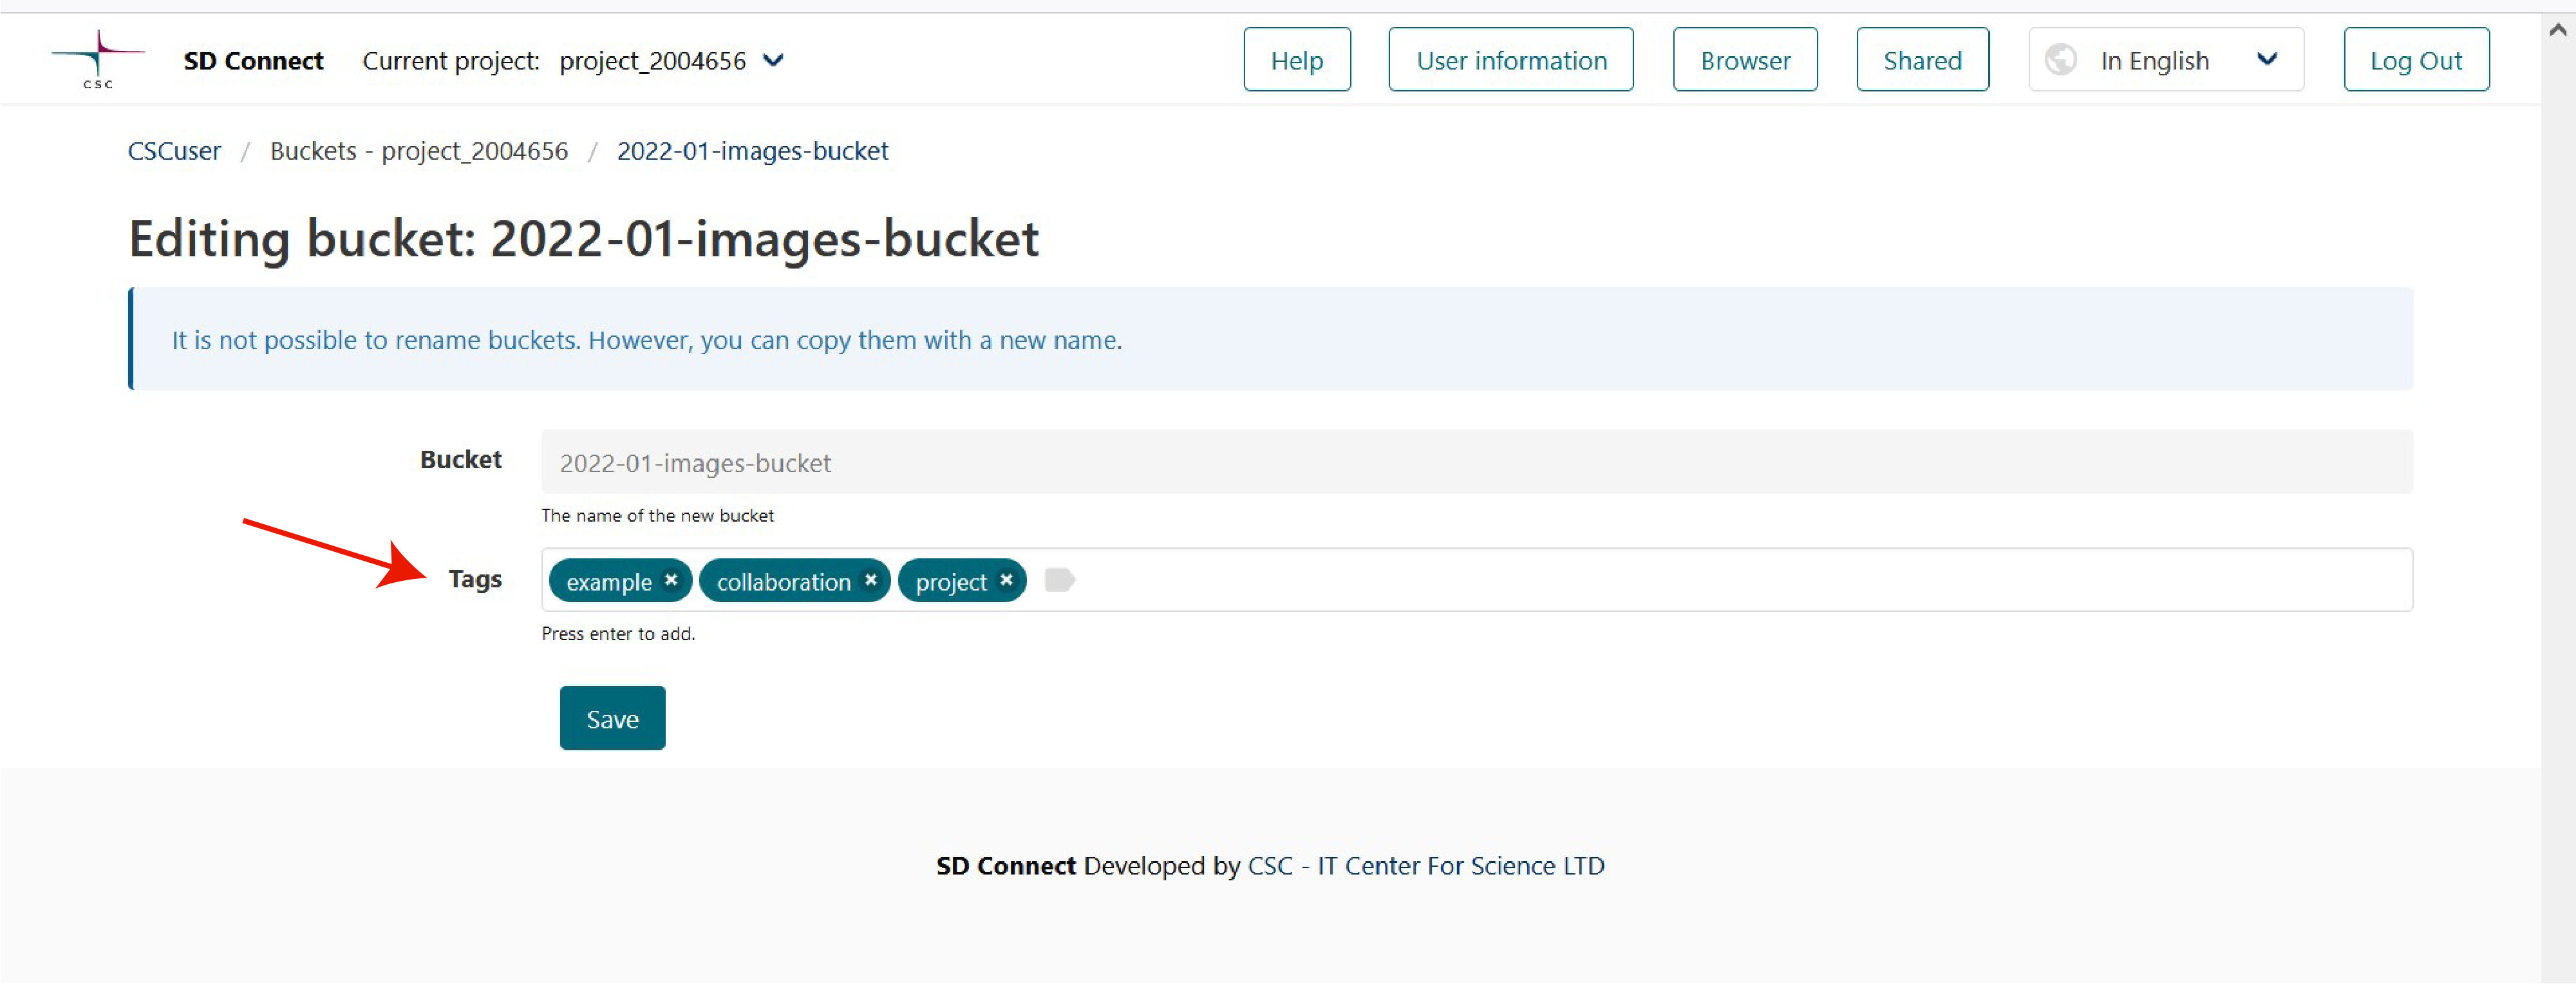 csc
SD Connect Current project: project_2004656 Help User information Browser Shared In English Log Out
CSCuser / Buckets - project_2004656 / 2022-01-images-bucket
Editing bucket: 2022-01-images-bucket
It is not possible to rename buckets. However, you can copy them with a new name.
Bucket 2022-01-images-bucket
The name of the new bucket
Tags example collaboration project
Press enter to add.
Save
SD Connect Developed by CSC - IT Center For Science LTD